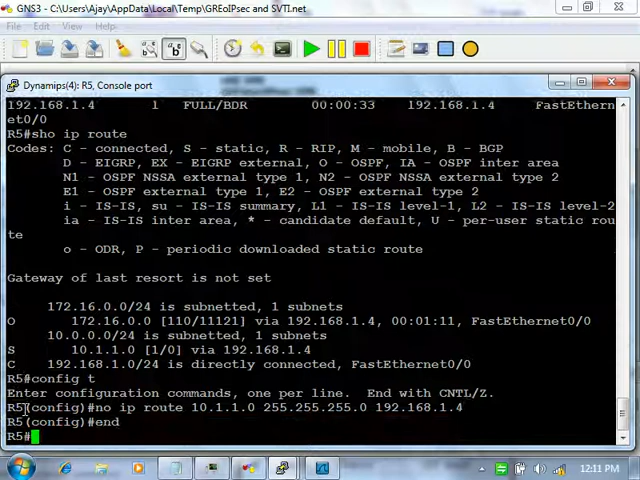 GNS3 - C:\Users\Ajay\AppData\Local\Temp\GREoIPsec and SVTI.net
File
Dynamips(4): R5, Console port
192.168.1.4 1 FULL/BDR 00:00:33 192.168.1.4 FastEthern
et0/0
R5#sho ip route
Codes: C - connected, S - static, R - RIP, M - mobile, B - BGP
D - EIGRP, EX - EIGRP external, O - OSPF, IA - OSPF inter area
N1 - OSPF NSSA external type 1, N2 - OSPF NSSA external type 2
E1 - OSPF external type 1, E2 - OSPF external type 2
i - IS-IS, su - IS-IS summary, L1 - IS-IS level-1, L2 - IS-IS level-2
ia - IS-IS inter area, * - candidate default, U - per-user static rou
te
o - ODR, P - periodic downloaded static route
Gateway of last resort is not set
172.16.0.0/24 is subnetted, 1 subnets
O 172.16.0.0 [110/11121] via 192.168.1.4, 00:01:11, FastEthernet0/0
10.0.0.0/24 is subnetted, 1 subnets
S 10.1.1.0 [1/0] via 192.168.1.4
C 192.168.1.0/24 is directly connected, FastEthernet0/0
R5#config t
Enter configuration commands, one per line. End with CNTL/Z.
R5(config)#no ip route 10.1.1.0 255.255.255.0 192.168.1.4
R5(config)#end
R5#
12:11 PM